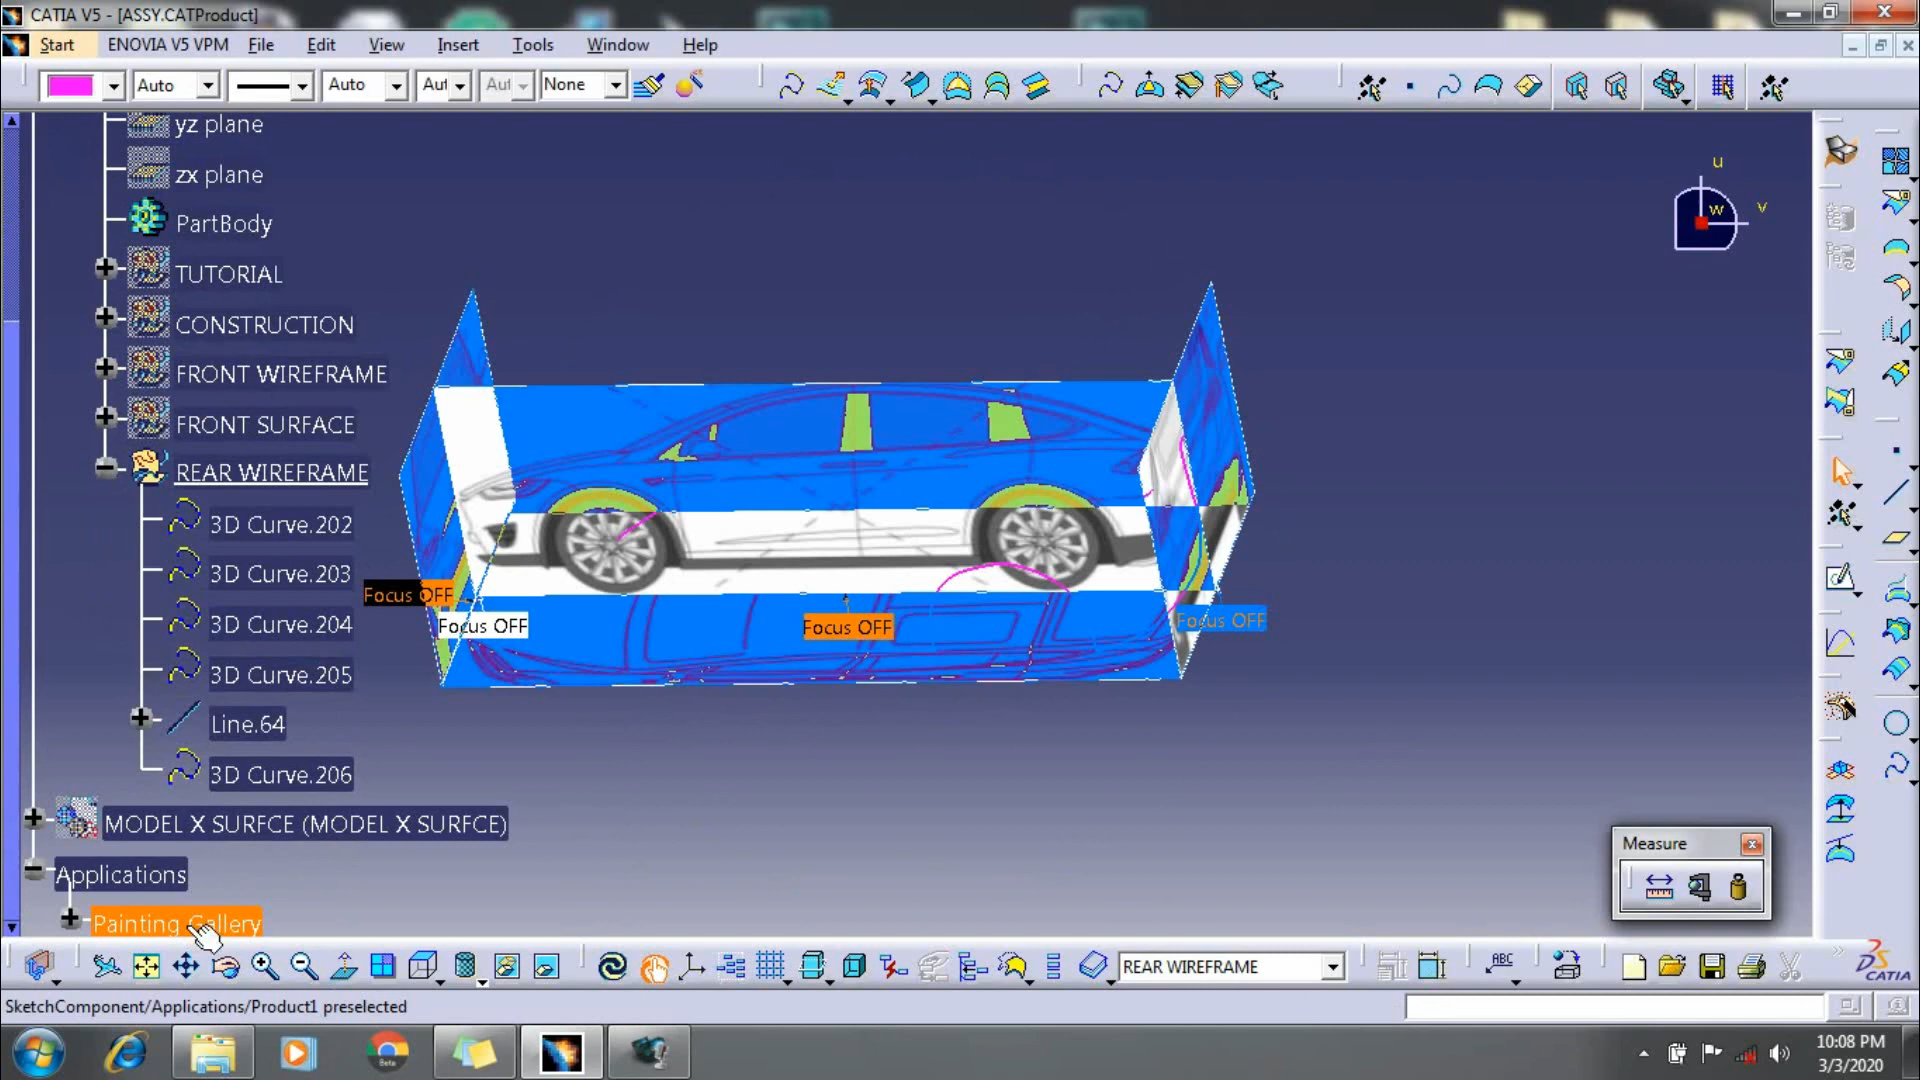 CATIA V5 - [ASSY.CATProduct]
Start ENOVIA V5 VPM File Edit View Insert Tools Window Help
Auto Auto Aut Aut None
yz plane
zx plane
PartBody
TUTORIAL
CONSTRUCTION
FRONT WIREFRAME
FRONT SURFACE
REAR WIREFRAME
3D Curve.202
3D Curve.203
3D Curve.204
3D Curve.205
Line.64
3D Curve.206
MODEL X SURFCE (MODEL X SURFCE)
Applications
Painting Gallery
u
w v
Focus OFF
Focus OFF
Focus OFF
Focus OFF
Measure
REAR WIREFRAME
ABC
CATIA
SketchComponent/Applications/Product1 preselected
Beta
10:08 PM
3/3/2020